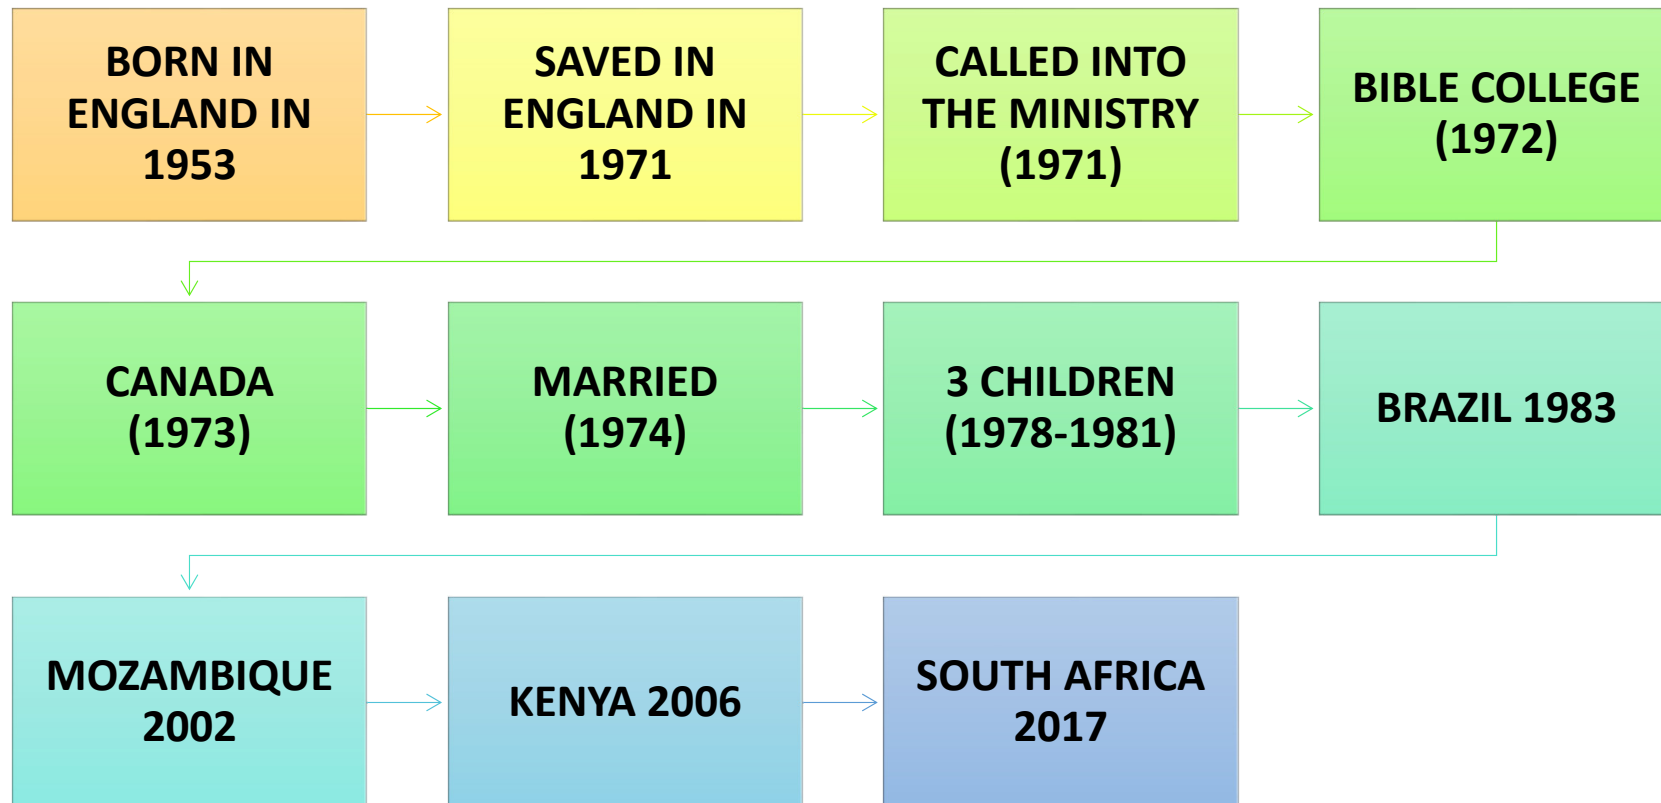 BORN IN
ENGLAND IN
1953
SAVED IN
ENGLAND IN
1971
CALLED INTO
THE MINISTRY
(1971)
BIBLE COLLEGE
(1972)
CANADA
(1973)
MARRIED
(1974)
3 CHILDREN
(1978-1981)
BRAZIL 1983
MOZAMBIQUE
2002
KENYA 2006
SOUTH AFRICA
2017